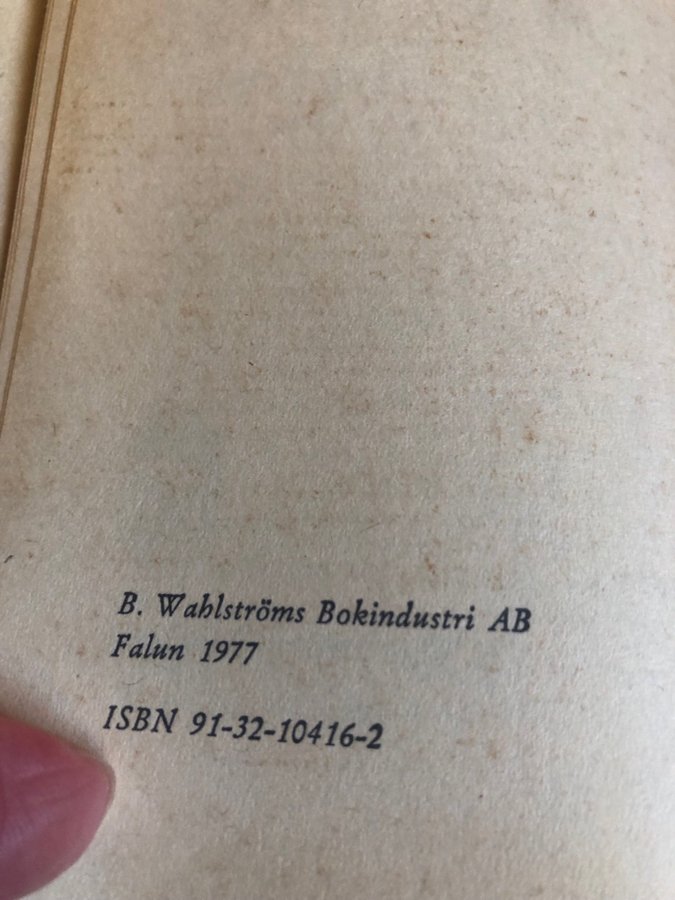 B. Wahlströms Bokindustri AB
Falun 1977
ISBN 91-32-10416-2